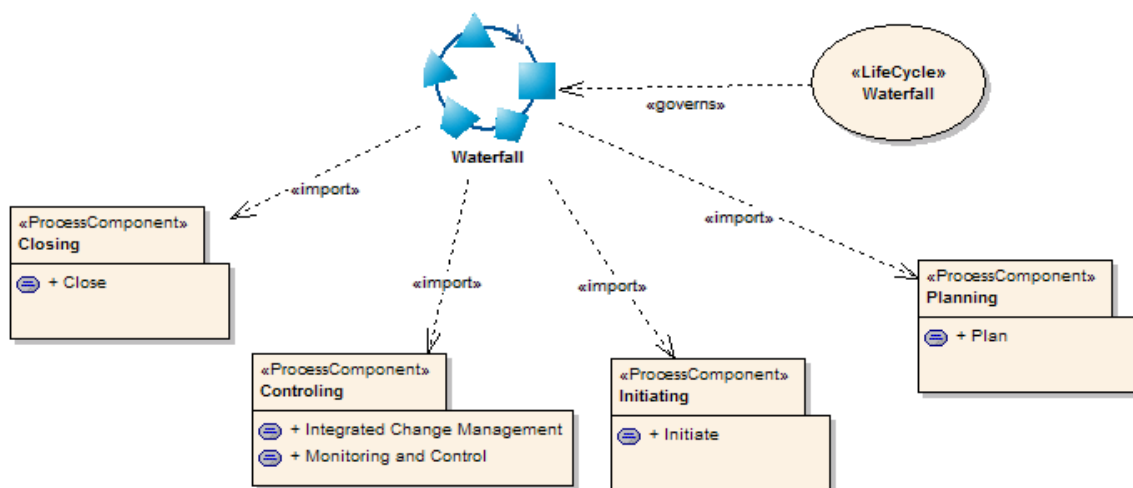 «LifeCycle»
Waterfall
«governs»
Waterfall
«import»
«import»
«import»
«import»
«ProcessComponent»
Closing
+ Close
«ProcessComponent»
Planning
+ Plan
«ProcessComponent»
Controling
+ Integrated Change Management
+ Monitoring and Control
«ProcessComponent»
Initiating
+ Initiate